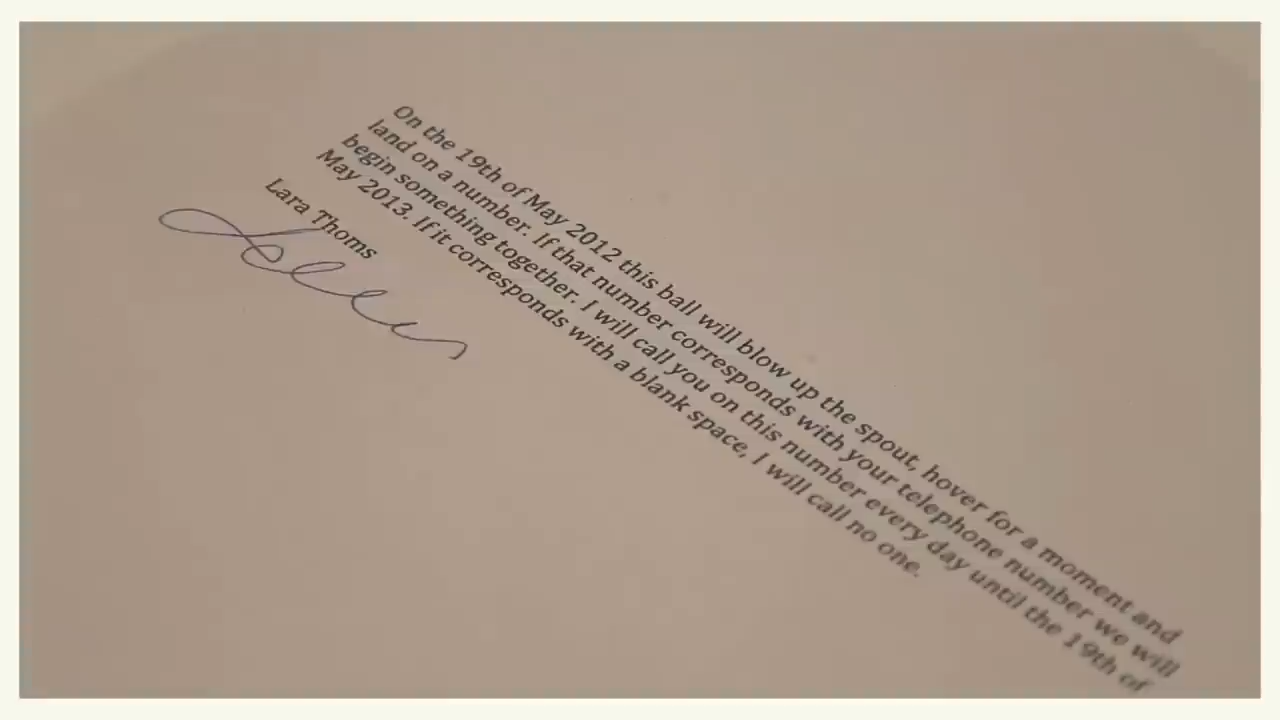 On the 19th of May 2012 this ball will blow up the spout, hover for a moment and
land on a number. If that number corresponds with your telephone number we will
begin something together. I will call you on this number every day until the 19th of
May 2013. If it corresponds with a blank space, I will call no one.
Lara Thoms